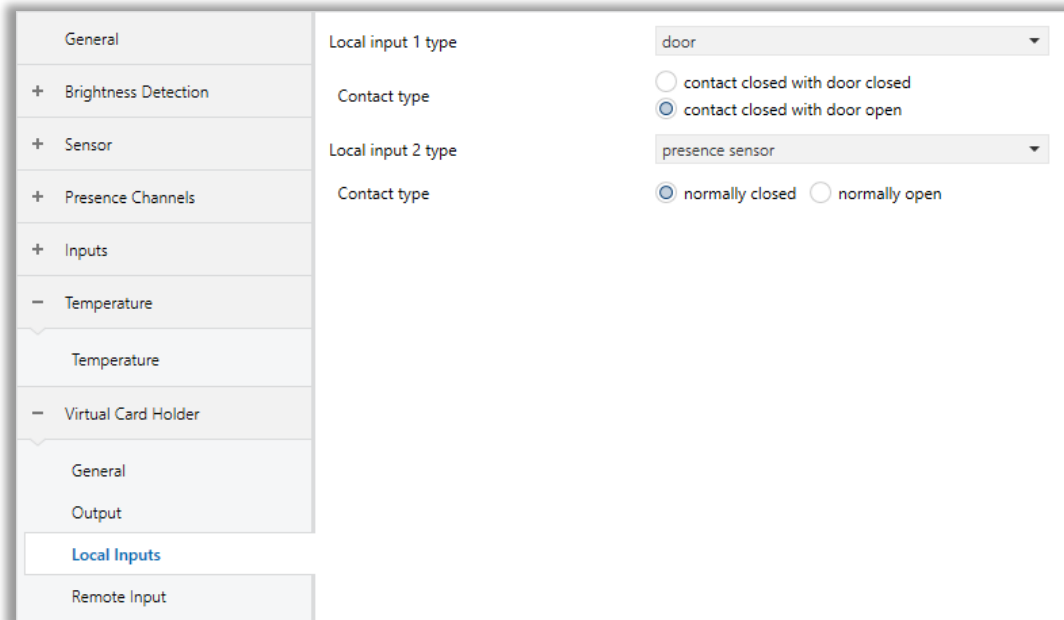 General
+ Brightness Detection
+ Sensor
+ Presence Channels
+ Inputs
− Temperature
Temperature
− Virtual Card Holder
General
Output
Local Inputs
Remote Input
Local input 1 type door
Contact type
contact closed with door closed
contact closed with door open
Local input 2 type presence sensor
Contact type normally closed normally open